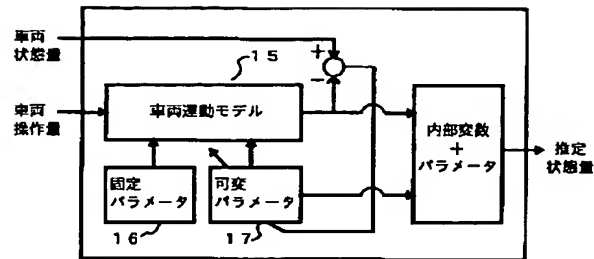 車両
状態量
15
+
−
車両
操作量
車両運動モデル
内部変数
+
パラメータ
推定
状態量
固定
パラメータ
可変
パラメータ
16
17